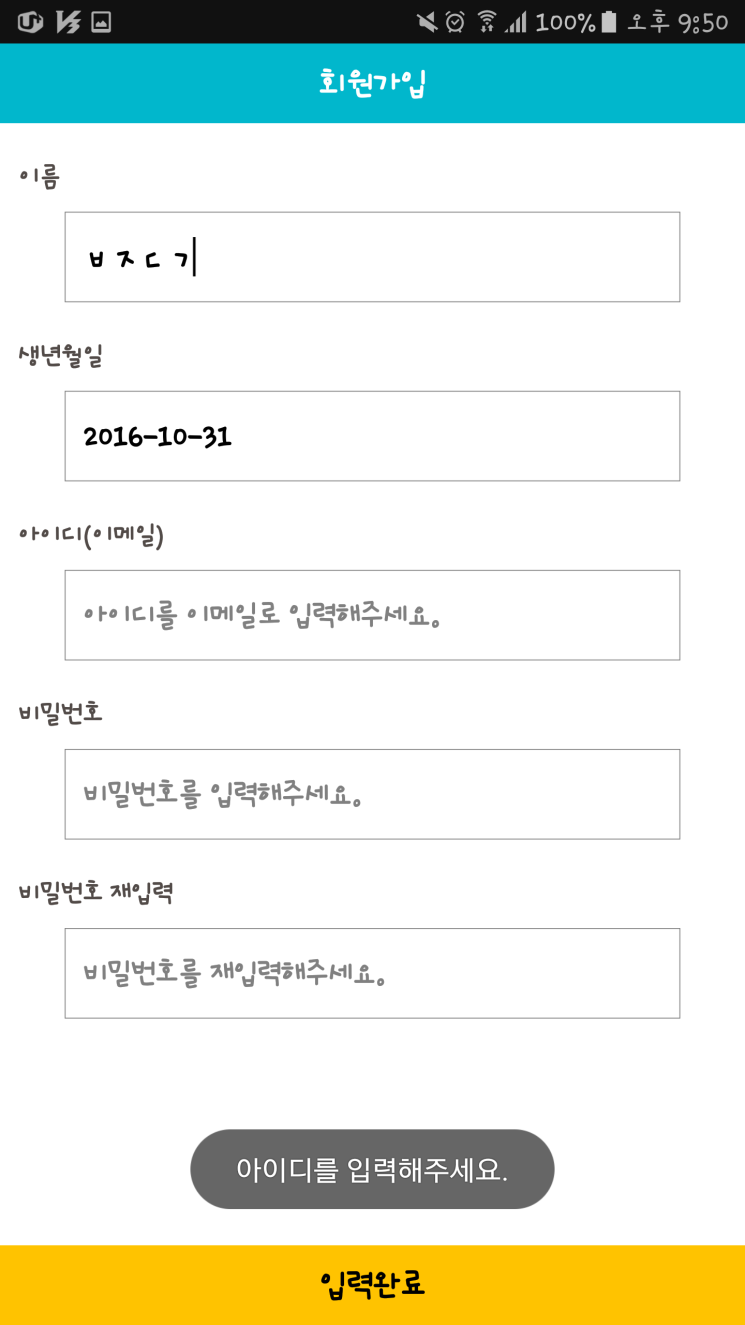 100% 오후 9:50
회원가입
이름
ㅂㅈㄷㄱ
생년월일
2016-10-31
아이디(이메일)
아이디를 이메일로 입력해주세요.
비밀번호
비밀번호를 입력해주세요.
비밀번호 재입력
비밀번호를 재입력해주세요.
아이디를 입력해주세요.
입력완료